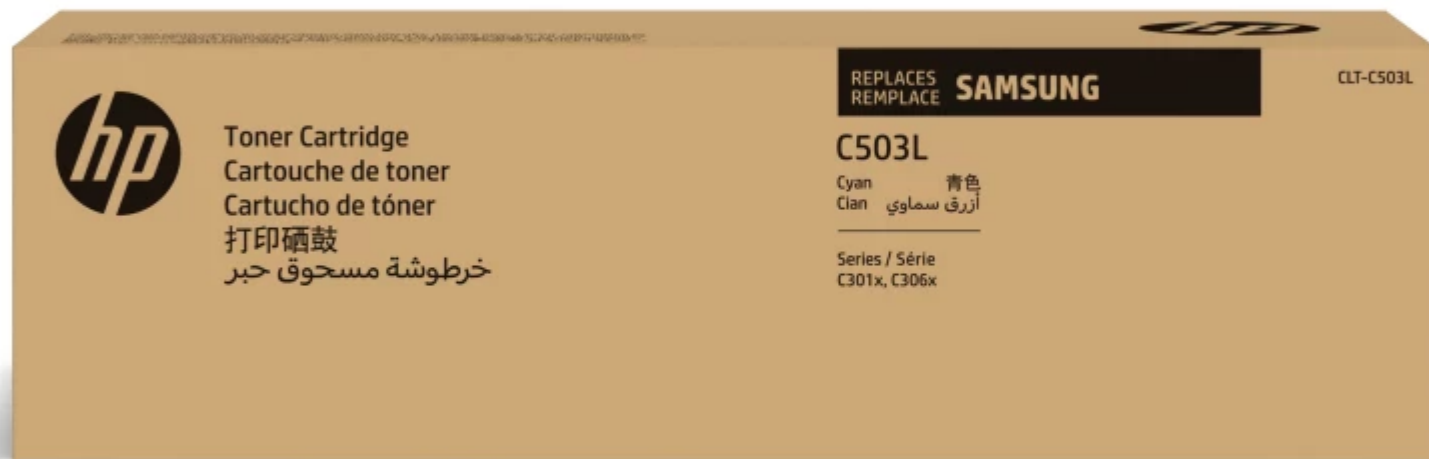 hp
Toner Cartridge
Cartouche de toner
Cartucho de tóner
打印硒鼓
خرطوشة مسحوق حبر
REPLACES
REMPLACE SAMSUNG
CLT-C503L
C503L
Cyan 青色
Cian أزرق سماوي
Series / Série
C301x, C306x